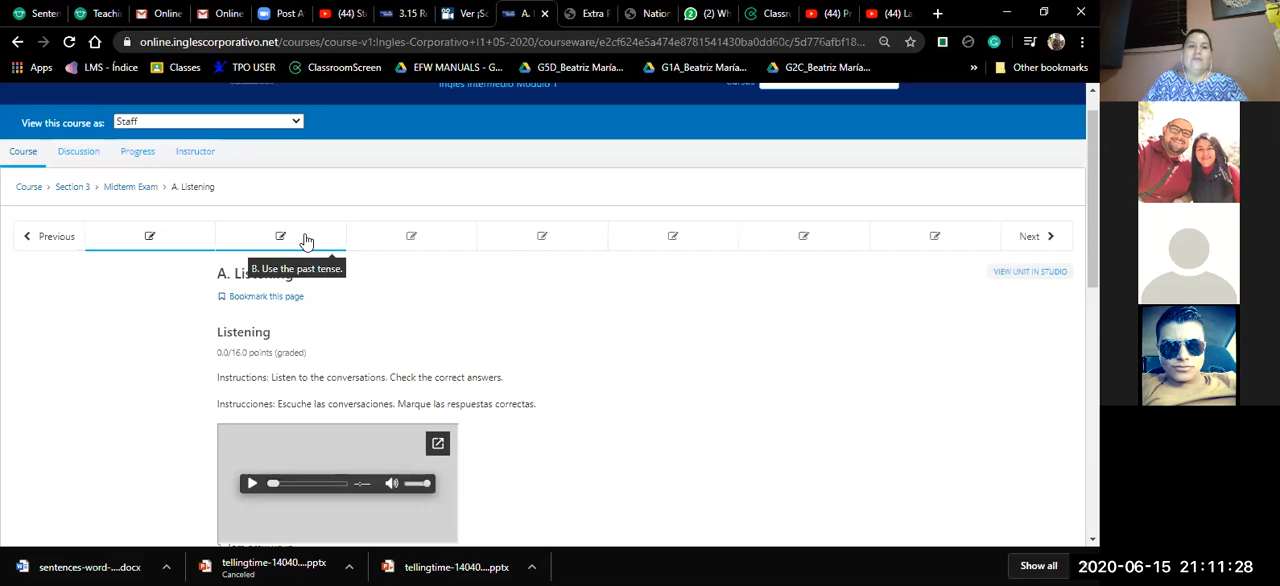 Senten
Teachin
Online
Online
Post A
(44) St
3.15 R
Ver ¡Sc
A. L
Extra P
Nation
(2) Wh
Classr
(44) Pr
(44) La
online.inglescorporativo.net/courses/course-v1:Ingles-Corporativo+I1+05-2020/courseware/e2cf624e5a474e8781541430ba0dd60c/5d776afbf18...
Apps
LMS - Índice
Classes
TPO USER
ClassroomScreen
EFW MANUALS - G...
G5D_Beatriz María...
G1A_Beatriz María...
G2C_Beatriz María...
»
Other bookmarks
Ingles Intermedio Modulo 1
View this course as:
Staff
Course
Discussion
Progress
Instructor
Course > Section 3 > Midterm Exam > A. Listening
Previous
Next
B. Use the past tense.
A. Listening
VIEW UNIT IN STUDIO
Bookmark this page
Listening
0.0/16.0 points (graded)
Instructions: Listen to the conversations. Check the correct answers.
Instrucciones: Escuche las conversaciones. Marque las respuestas correctas.
-:--
sentences-word-....docx
tellingtime-14040....pptx
Canceled
tellingtime-14040....pptx
Show all
2020-06-15 21:11:28